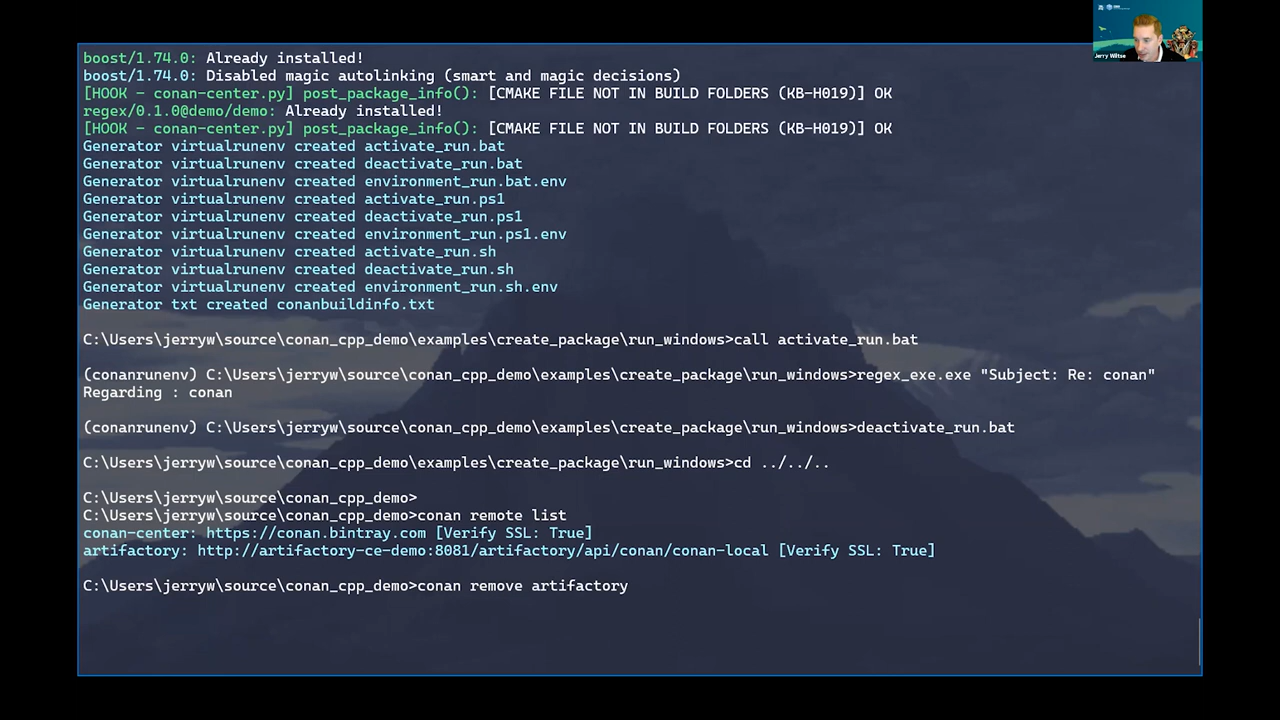 Jerry Wiltse
boost/1.74.0: Already installed!
boost/1.74.0: Disabled magic autolinking (smart and magic decisions)
[HOOK - conan-center.py] post_package_info(): [CMAKE FILE NOT IN BUILD FOLDERS (KB-H019)] OK
regex/0.1.0@demo/demo: Already installed!
[HOOK - conan-center.py] post_package_info(): [CMAKE FILE NOT IN BUILD FOLDERS (KB-H019)] OK
Generator virtualrunenv created activate_run.bat
Generator virtualrunenv created deactivate_run.bat
Generator virtualrunenv created environment_run.bat.env
Generator virtualrunenv created activate_run.ps1
Generator virtualrunenv created deactivate_run.ps1
Generator virtualrunenv created environment_run.ps1.env
Generator virtualrunenv created activate_run.sh
Generator virtualrunenv created deactivate_run.sh
Generator virtualrunenv created environment_run.sh.env
Generator txt created conanbuildinfo.txt
C:\Users\jerryw\source\conan_cpp_demo\examples\create_package\run_windows>call activate_run.bat
(conanrunenv) C:\Users\jerryw\source\conan_cpp_demo\examples\create_package\run_windows>regex_exe.exe "Subject: Re: conan"
Regarding : conan
(conanrunenv) C:\Users\jerryw\source\conan_cpp_demo\examples\create_package\run_windows>deactivate_run.bat
C:\Users\jerryw\source\conan_cpp_demo\examples\create_package\run_windows>cd ../../..
C:\Users\jerryw\source\conan_cpp_demo>
C:\Users\jerryw\source\conan_cpp_demo>conan remote list
conan-center: https://conan.bintray.com [Verify SSL: True]
artifactory: http://artifactory-ce-demo:8081/artifactory/api/conan/conan-local [Verify SSL: True]
C:\Users\jerryw\source\conan_cpp_demo>conan remove artifactory